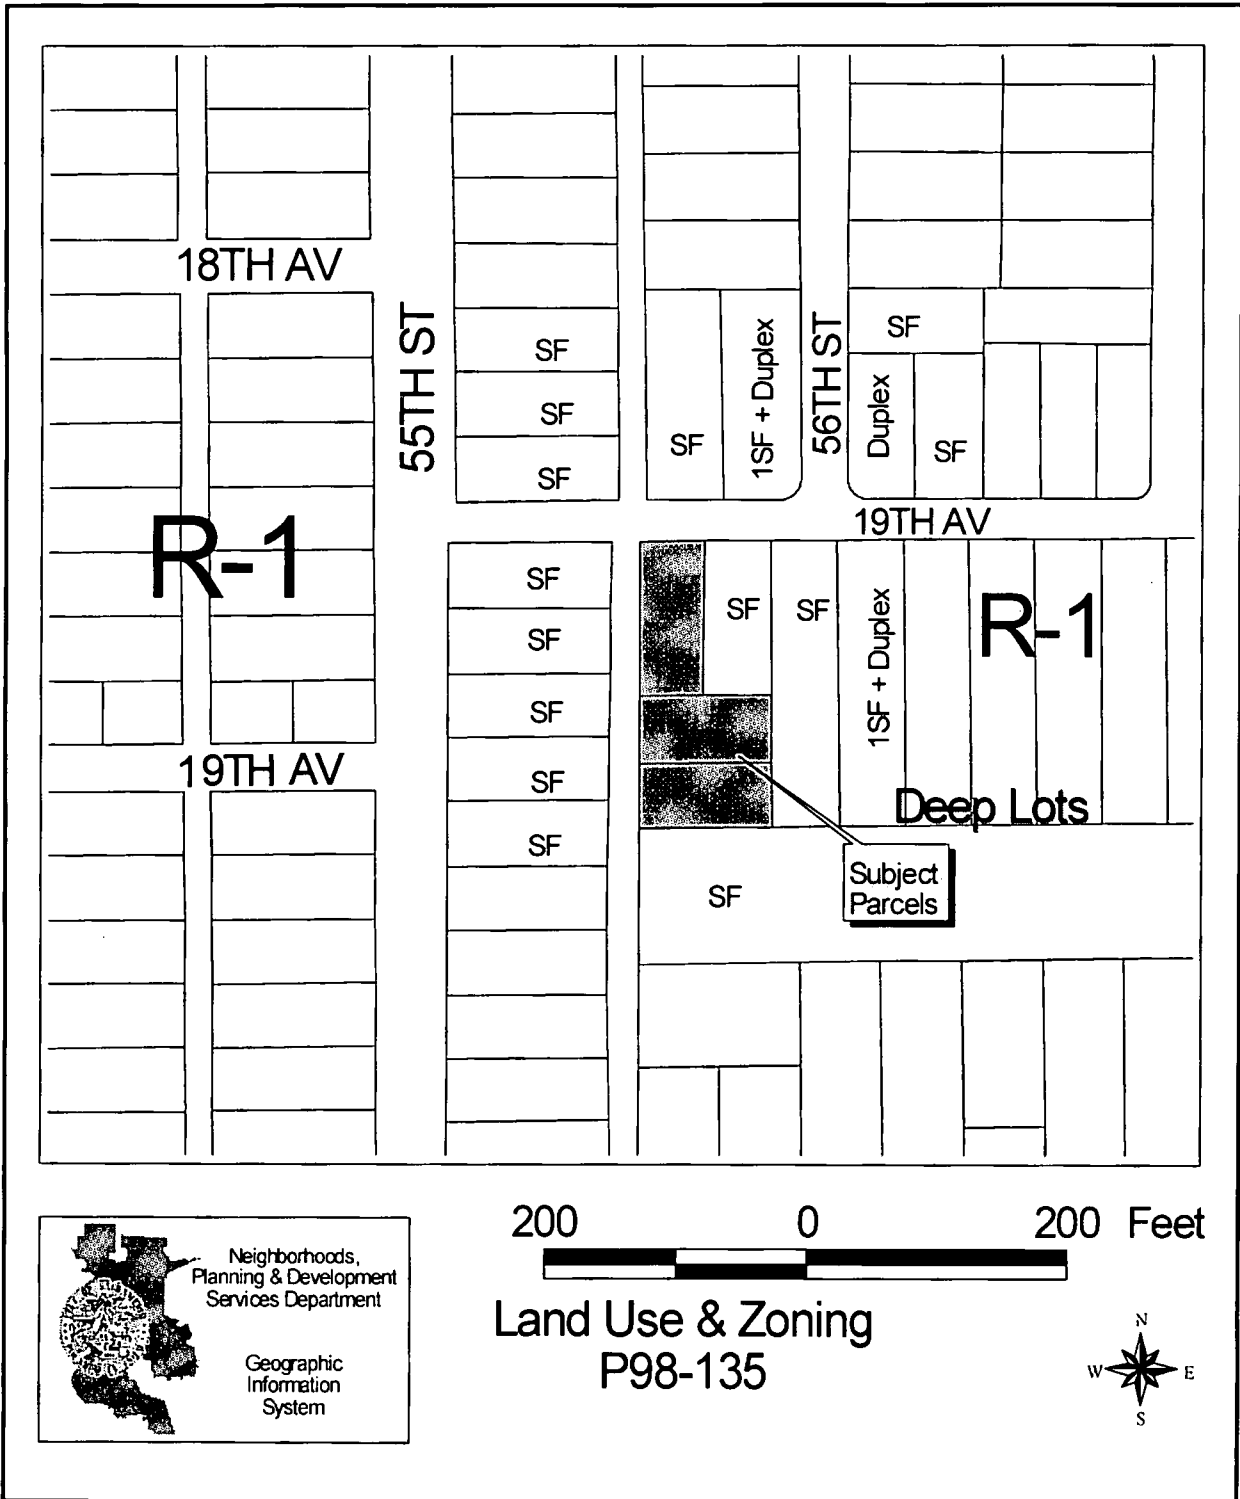 18TH AV
55TH ST
SF
SF
SF
SF
1SF + Duplex
56TH ST
SF
Duplex
SF
19TH AV
R-1
SF
SF
SF
SF
SF
SF
SF
1SF + Duplex
R-1
19TH AV
Deep Lots
Subject
Parcels
SF
200 0 200 Feet
Land Use & Zoning
P98-135
Neighborhoods,
Planning & Development
Services Department
Geographic
Information
System
N
W E
S